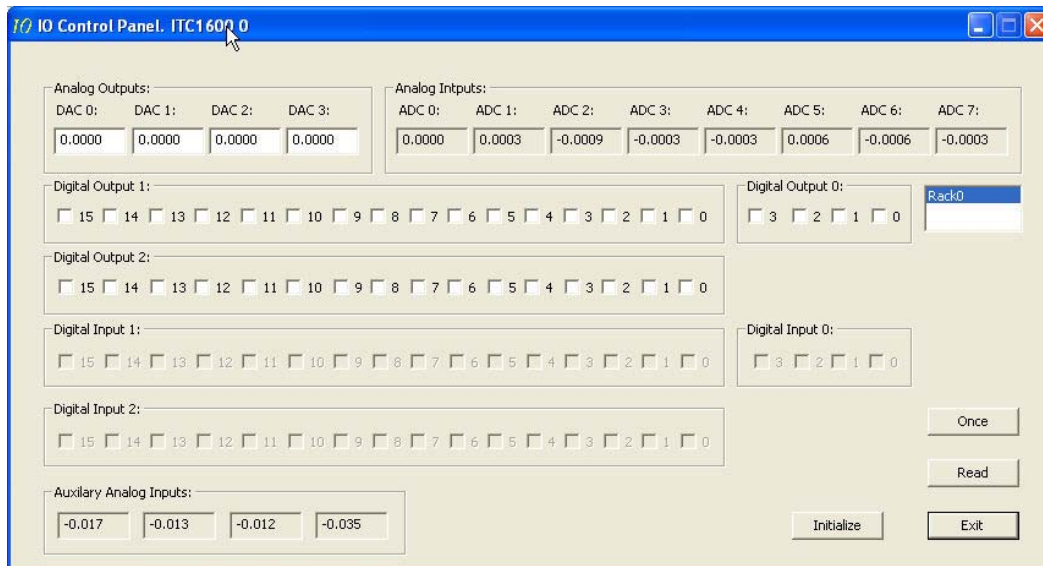 IO IO Control Panel. ITC1600 0
Analog Outputs:
DAC 0: DAC 1: DAC 2: DAC 3:
0.0000 0.0000 0.0000 0.0000
Analog Intputs:
ADC 0: ADC 1: ADC 2: ADC 3: ADC 4: ADC 5: ADC 6: ADC 7:
0.0000 0.0003 -0.0009 -0.0003 -0.0003 0.0006 -0.0006 -0.0003
Digital Output 1:
15 14 13 12 11 10 9 8 7 6 5 4 3 2 1 0
Digital Output 0:
3 2 1 0
Rack0
Digital Output 2:
15 14 13 12 11 10 9 8 7 6 5 4 3 2 1 0
Digital Input 1:
15 14 13 12 11 10 9 8 7 6 5 4 3 2 1 0
Digital Input 0:
3 2 1 0
Digital Input 2:
15 14 13 12 11 10 9 8 7 6 5 4 3 2 1 0
Once
Read
Auxilary Analog Inputs:
-0.017 -0.013 -0.012 -0.035
Initialize
Exit